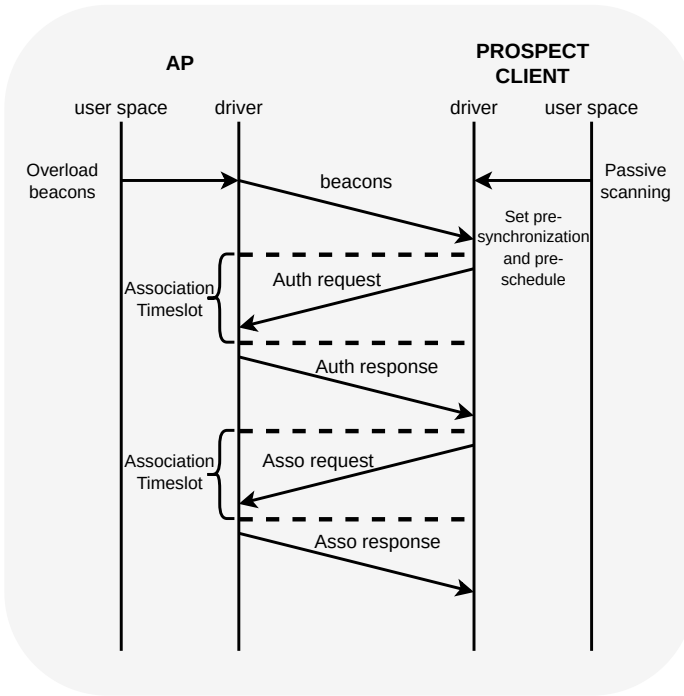 AP
PROSPECT
CLIENT
user space
driver
driver
user space
Overload
beacons
beacons
Passive
scanning
Set pre-
synchronization
and pre-
schedule
Association
Timeslot
Auth request
Auth response
Association
Timeslot
Asso request
Asso response